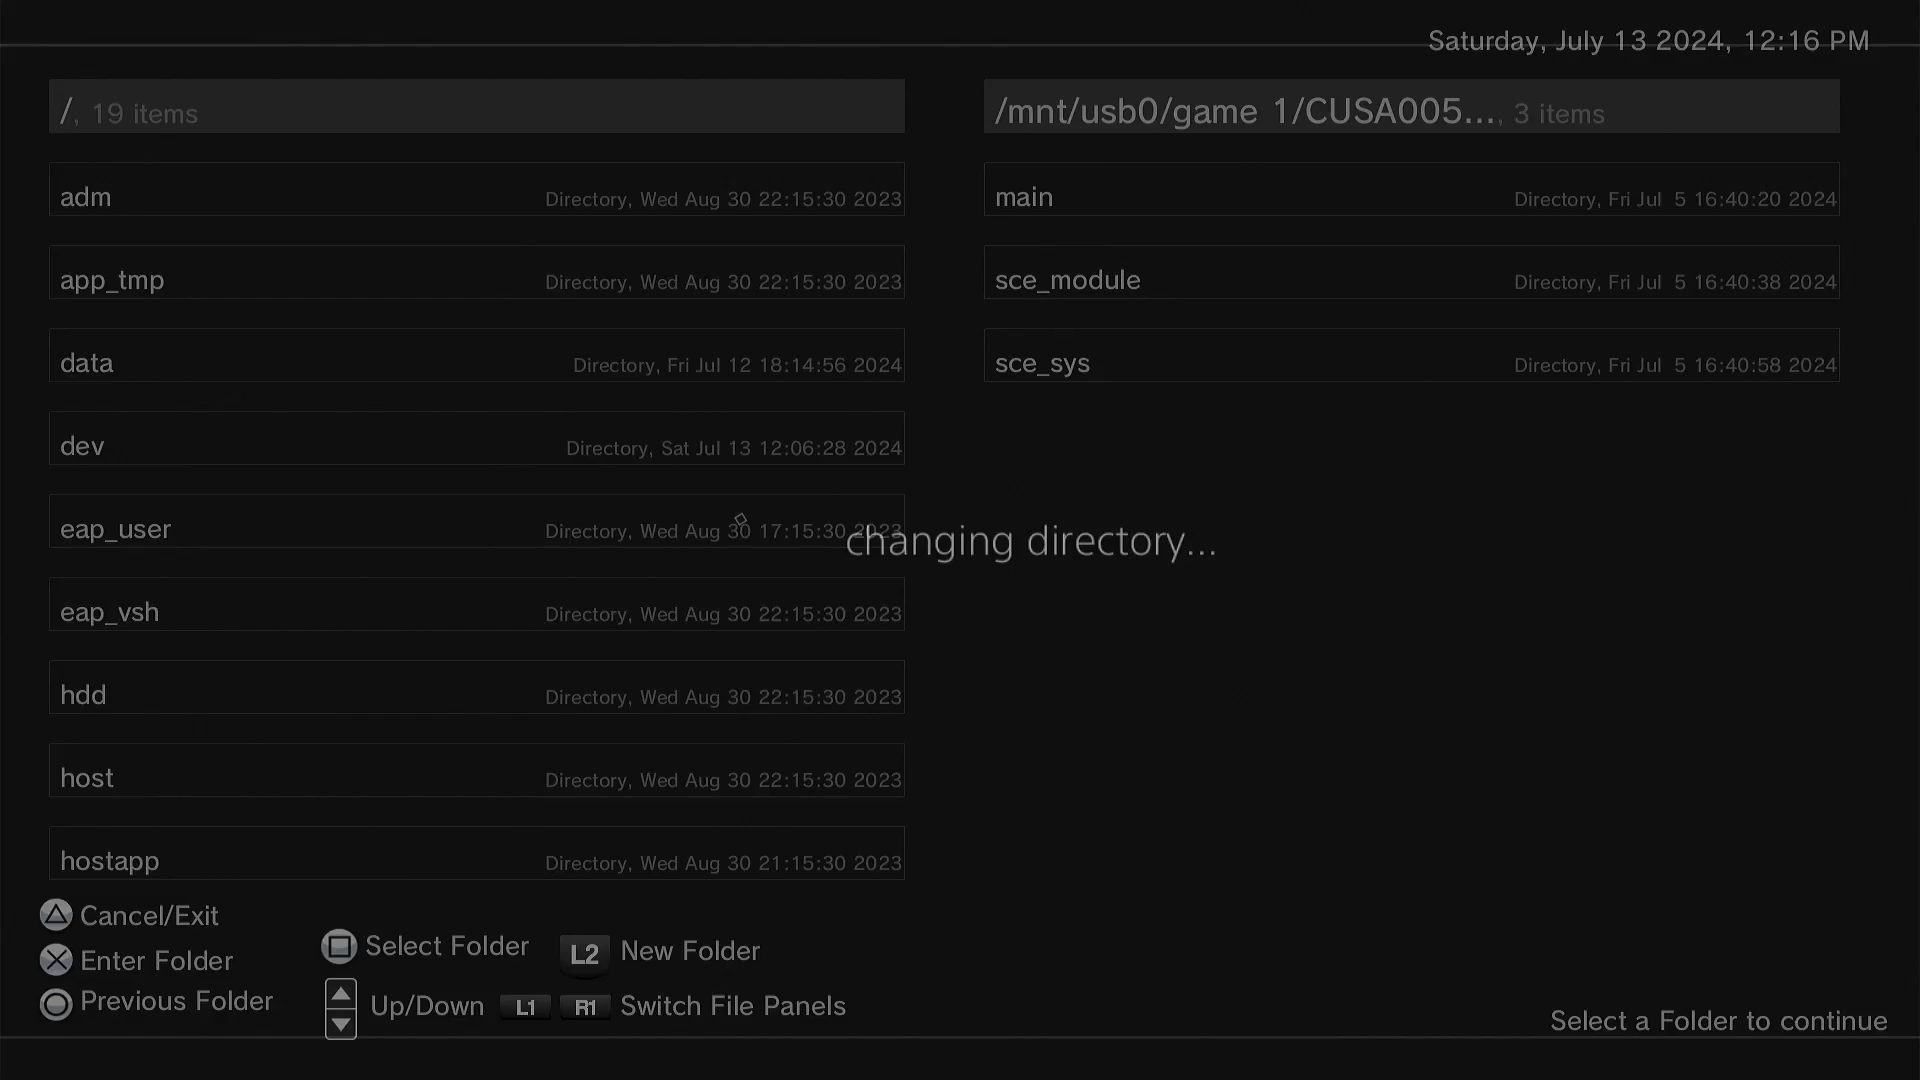 Saturday, July 13 2024, 12:16 PM
/, 19 items
adm Directory, Wed Aug 30 22:15:30 2023
app_tmp Directory, Wed Aug 30 22:15:30 2023
data Directory, Fri Jul 12 18:14:56 2024
dev Directory, Sat Jul 13 12:06:28 2024
eap_user Directory, Wed Aug 30 17:15:30 2023
eap_vsh Directory, Wed Aug 30 22:15:30 2023
hdd Directory, Wed Aug 30 22:15:30 2023
host Directory, Wed Aug 30 22:15:30 2023
hostapp Directory, Wed Aug 30 21:15:30 2023
/mnt/usb0/game 1/CUSA005..., 3 items
main Directory, Fri Jul 5 16:40:20 2024
sce_module Directory, Fri Jul 5 16:40:38 2024
sce_sys Directory, Fri Jul 5 16:40:58 2024
changing directory...
Cancel/Exit
Enter Folder
Previous Folder
Select Folder
L2 New Folder
Up/Down
L1 R1 Switch File Panels
Select a Folder to continue